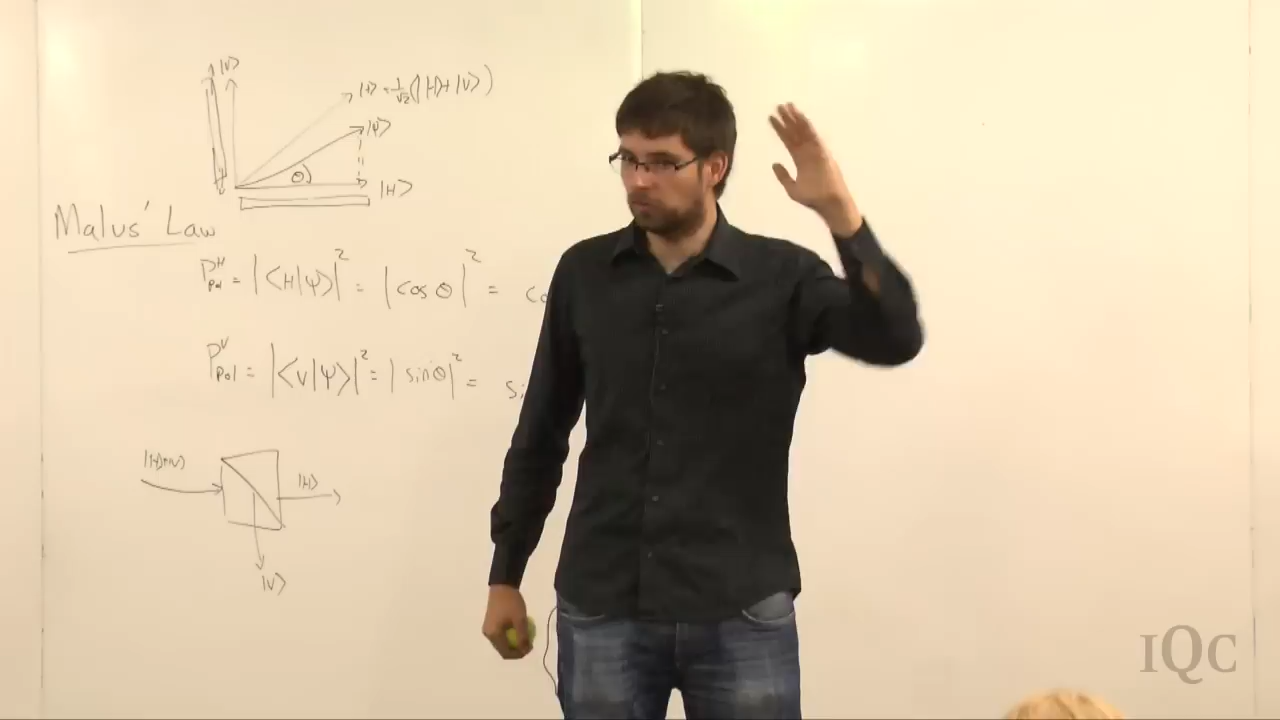 |V⟩
|+⟩ = 1/√2 (|H⟩+|V⟩)
|Ψ⟩
θ
|H⟩
Malus' Law
P^H_pol = |⟨H|Ψ⟩|² = |cos θ|² =
P^V_pol = |⟨V|Ψ⟩|² = |sin θ|² =
|H⟩+|V⟩
|H⟩
|V⟩
IQC